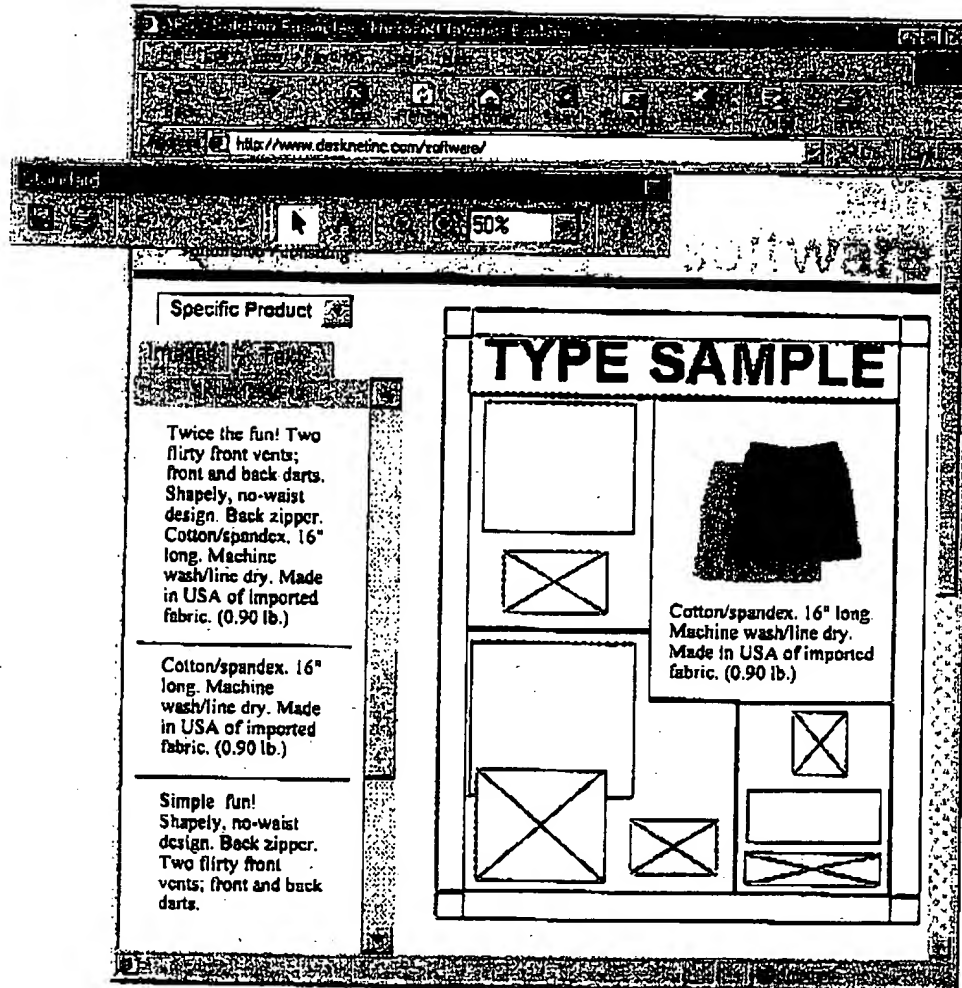 http://www.desknetinc.com/software/
Standard
50%
Publishing
Specific Product
Images Text
TYPE SAMPLE
Twice the fun! Two
flirty front vents;
front and back darts.
Shapely, no-waist
design. Back zipper.
Cotton/spandex. 16"
long. Machine
wash/line dry. Made
in USA of imported
fabric. (0.90 lb.)
Cotton/spandex. 16"
long. Machine
wash/line dry. Made
in USA of imported
fabric. (0.90 lb.)
Simple fun!
Shapely, no-waist
design. Back zipper.
Two flirty front
vents; front and back
darts.
Cotton/spandex. 16" long.
Machine wash/line dry.
Made in USA of imported
fabric. (0.90 lb.)